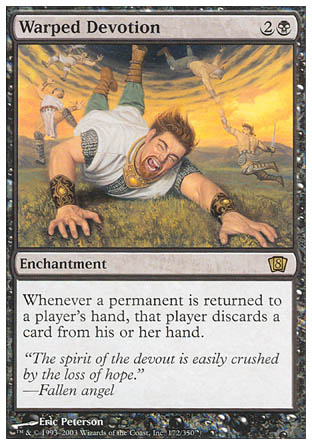 Warped Devotion 2
Enchantment 8
Whenever a permanent is returned
to a player's hand, that player discards
a card from his or her hand.
"The spirit of the devout is easily crushed
by the loss of hope."
—Fallen angel
Eric Peterson
™ & © 1993-2003 Wizards of the Coast, Inc. 172/350